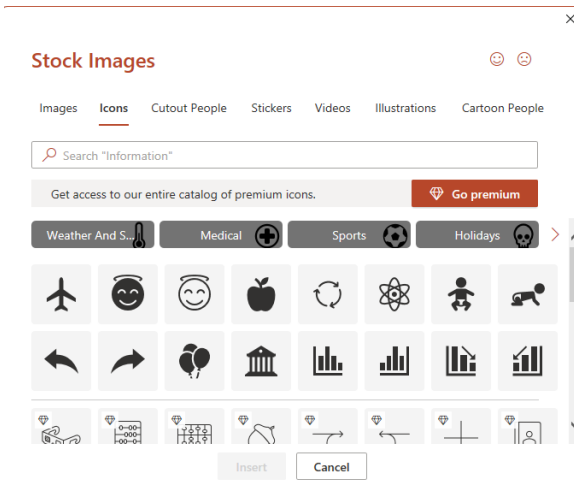 Stock Images
Images Icons Cutout People Stickers Videos Illustrations Cartoon People
Search "Information"
Get access to our entire catalog of premium icons. Go premium
Weather And S... Medical Sports Holidays
Insert Cancel